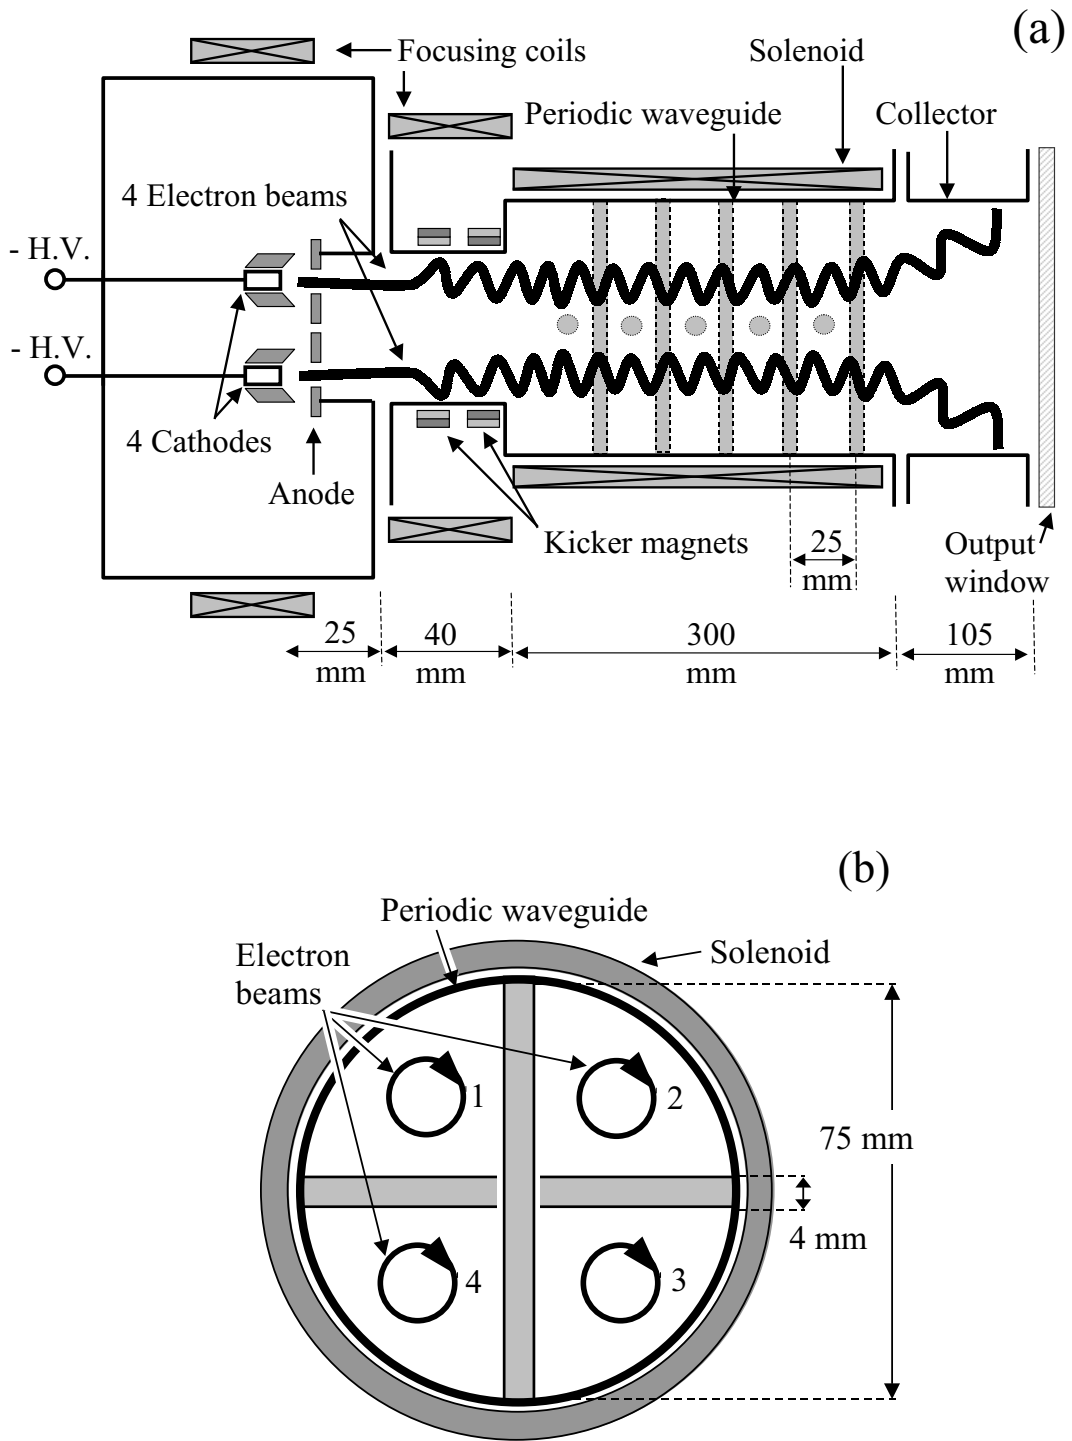 (a)
Focusing coils
Solenoid
Periodic waveguide
Collector
4 Electron beams
- H.V.
- H.V.
4 Cathodes
Anode
Kicker magnets
25
mm
Output
window
25
mm
40
mm
300
mm
105
mm
(b)
Periodic waveguide
Solenoid
Electron
beams
1
2
75 mm
4 mm
4
3